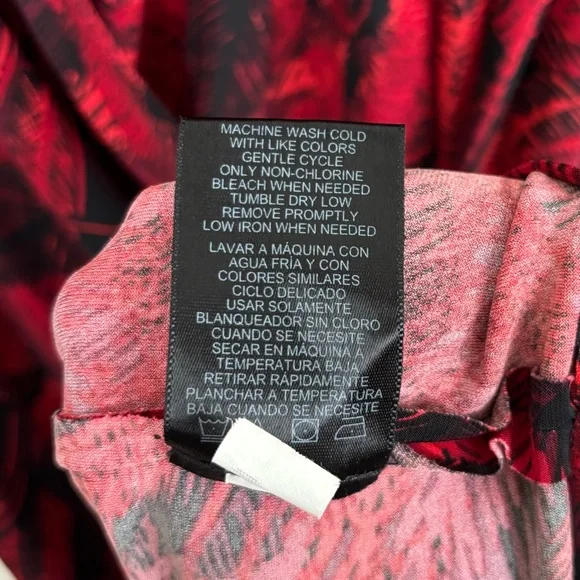 MACHINE WASH COLD
WITH LIKE COLORS
GENTLE CYCLE
ONLY NON-CHLORINE
BLEACH WHEN NEEDED
TUMBLE DRY LOW
REMOVE PROMPTLY
LOW IRON WHEN NEEDED
LAVAR A MÁQUINA CON
AGUA FRÍA Y CON
COLORES SIMILARES
CICLO DELICADO
USAR SOLAMENTE
BLANQUEADOR SIN CLORO
CUANDO SE NECESITE
SECAR EN MÁQUINA A
TEMPERATURA BAJA
RETIRAR RÁPIDAMENTE
PLANCHAR A TEMPERATURA
BAJA CUANDO SE NECESITE